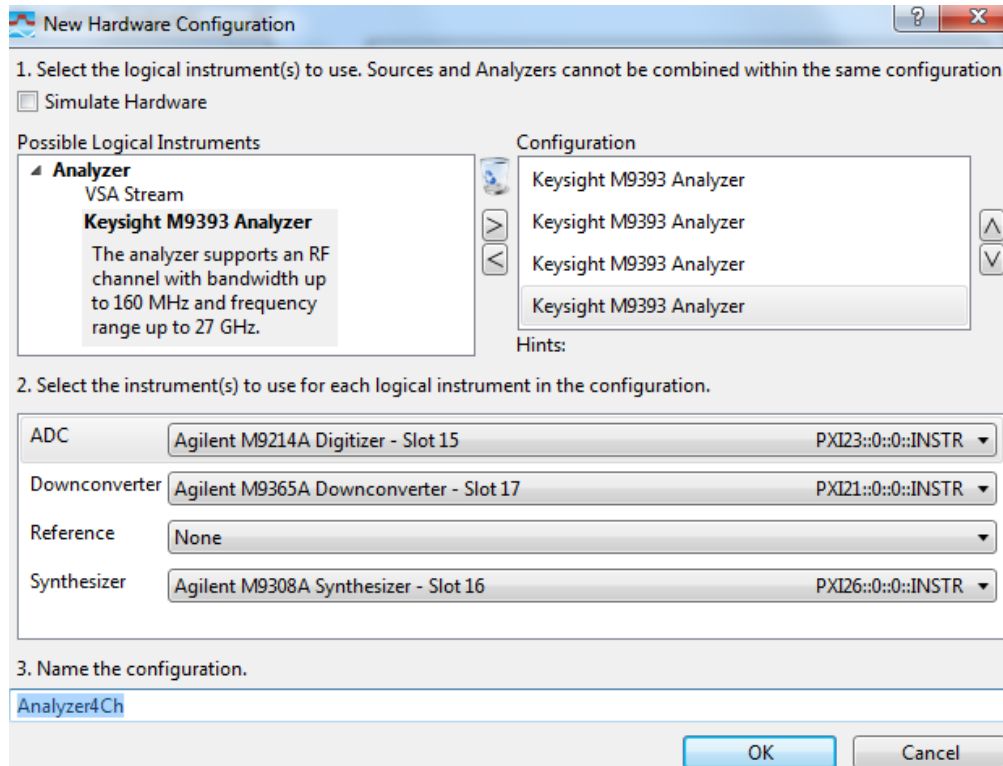 New Hardware Configuration
?
X
1. Select the logical instrument(s) to use. Sources and Analyzers cannot be combined within the same configuration
Simulate Hardware
Possible Logical Instruments
Configuration
Analyzer
VSA Stream
Keysight M9393 Analyzer
The analyzer supports an RF
channel with bandwidth up
to 160 MHz and frequency
range up to 27 GHz.
>
<
Keysight M9393 Analyzer
Keysight M9393 Analyzer
Keysight M9393 Analyzer
Keysight M9393 Analyzer
Hints:
2. Select the instrument(s) to use for each logical instrument in the configuration.
ADC Agilent M9214A Digitizer - Slot 15 PXI23::0::0::INSTR
Downconverter Agilent M9365A Downconverter - Slot 17 PXI21::0::0::INSTR
Reference None
Synthesizer Agilent M9308A Synthesizer - Slot 16 PXI26::0::0::INSTR
3. Name the configuration.
Analyzer4Ch
OK Cancel